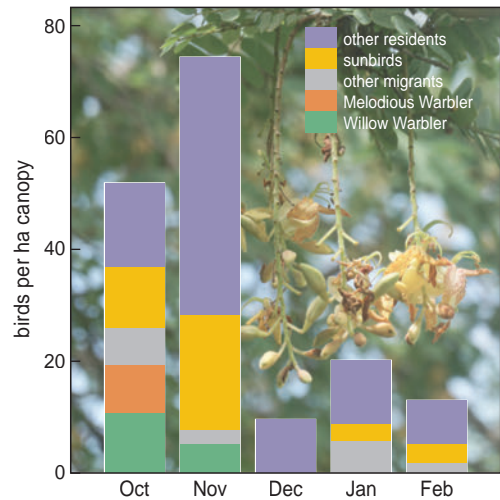 80
60
40
20
0
birds per ha canopy
other residents
sunbirds
other migrants
Melodious Warbler
Willow Warbler
Oct Nov Dec Jan Feb